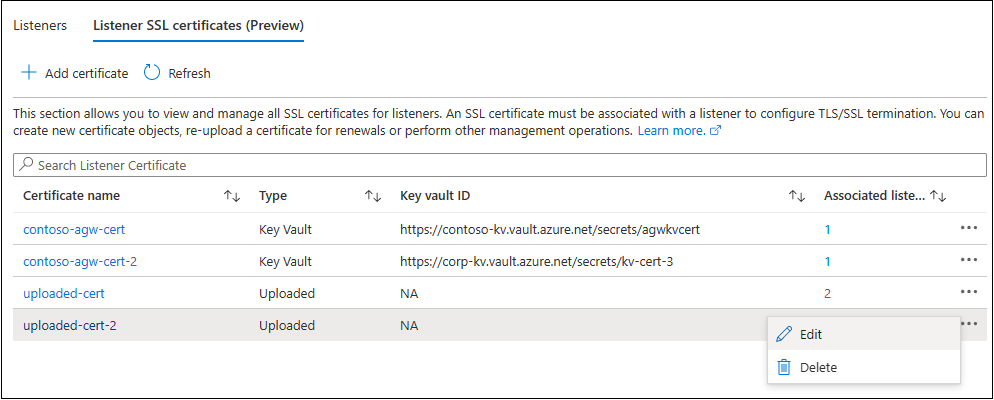 Listeners Listener SSL certificates (Preview)
Add certificate Refresh
This section allows you to view and manage all SSL certificates for listeners. An SSL certificate must be associated with a listener to configure TLS/SSL termination. You can
create new certificate objects, re-upload a certificate for renewals or perform other management operations. Learn more.
Search Listener Certificate
Certificate name Type Key vault ID Associated liste...
contoso-agw-cert Key Vault https://contoso-kv.vault.azure.net/secrets/agwkvcert 1
contoso-agw-cert-2 Key Vault https://corp-kv.vault.azure.net/secrets/kv-cert-3 1
uploaded-cert Uploaded NA 2
uploaded-cert-2 Uploaded NA
Edit
Delete